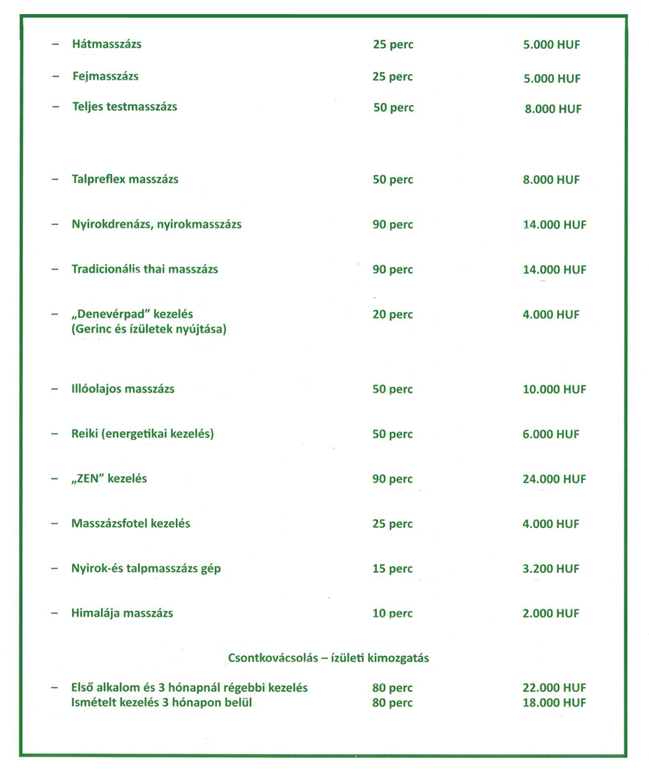 – Hátmasszázs 25 perc 5.000 HUF
– Fejmasszázs 25 perc 5.000 HUF
– Teljes testmasszázs 50 perc 8.000 HUF
– Talpreflex masszázs 50 perc 8.000 HUF
– Nyirokdrenázs, nyirokmasszázs 90 perc 14.000 HUF
– Tradicionális thai masszázs 90 perc 14.000 HUF
– „Denevérpad” kezelés 20 perc 4.000 HUF
(Gerinc és ízületek nyújtása)
– Illóolajos masszázs 50 perc 10.000 HUF
– Reiki (energetikai kezelés) 50 perc 6.000 HUF
– „ZEN” kezelés 90 perc 24.000 HUF
– Masszázsfotel kezelés 25 perc 4.000 HUF
– Nyirok-és talpmasszázs gép 15 perc 3.200 HUF
– Himalája masszázs 10 perc 2.000 HUF
Csontkovácsolás – ízületi kimozgatás
– Első alkalom és 3 hónapnál régebbi kezelés 80 perc 22.000 HUF
Ismételt kezelés 3 hónapon belül 80 perc 18.000 HUF